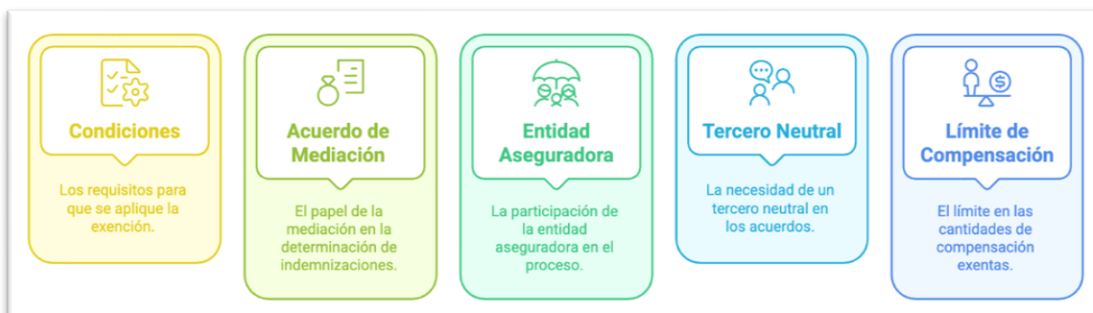 Condiciones
Los requisitos para
que se aplique la
exención.
Acuerdo de
Mediación
El papel de la
mediación en la
determinación de
indemnizaciones.
Entidad
Aseguradora
La participación de
la entidad
aseguradora en el
proceso.
Tercero Neutral
La necesidad de un
tercero neutral en
los acuerdos.
Límite de
Compensación
El límite en las
cantidades de
compensación
exentas.